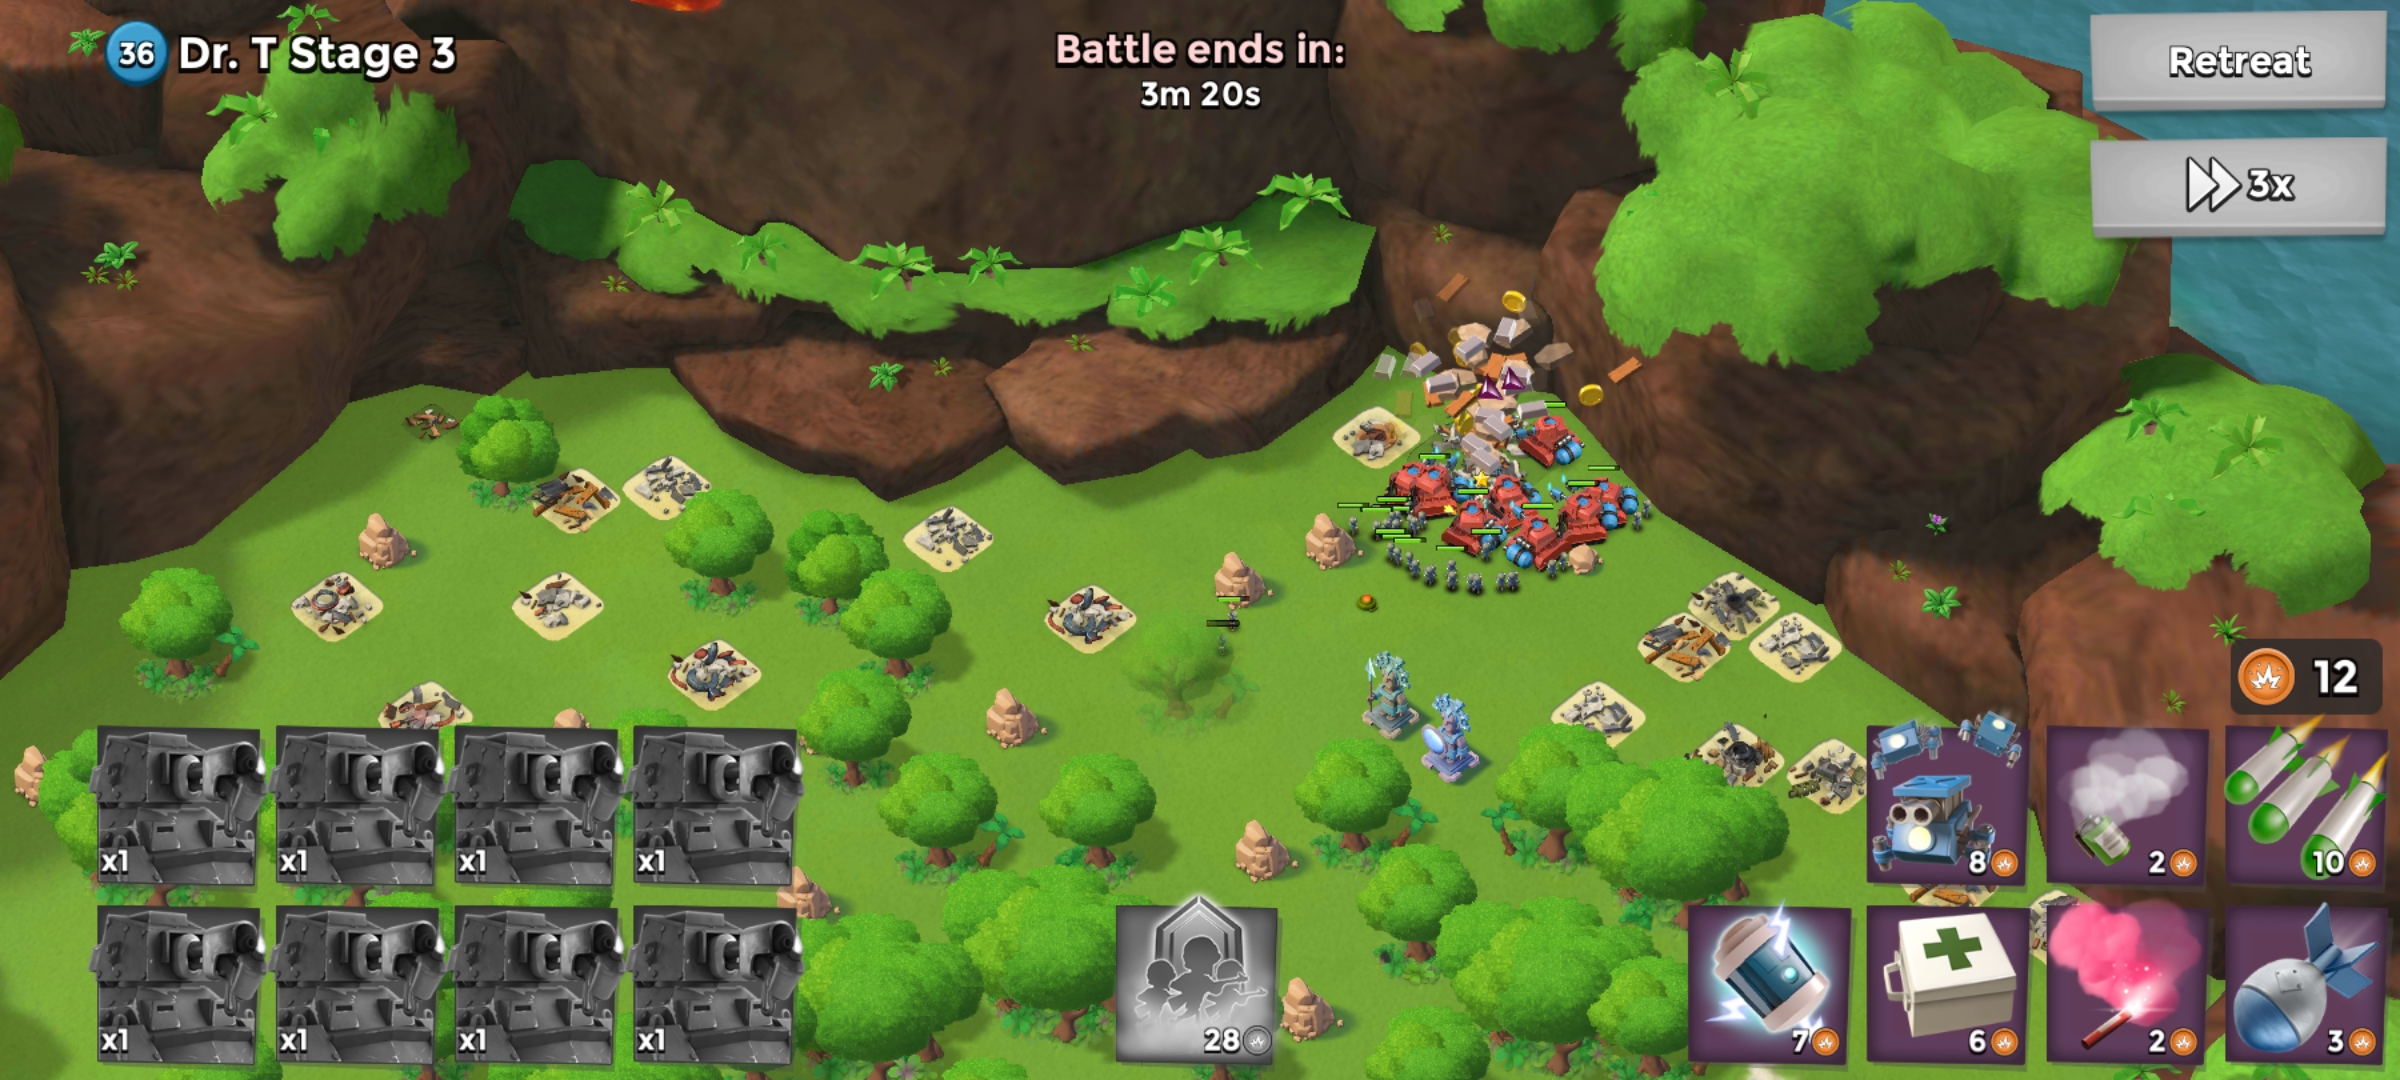 36 Dr. T Stage 3
Battle ends in:
3m 20s
Retreat
3x
12
x1 x1 x1 x1
8 2 10
x1 x1 x1 x1
28
7 6 2 3